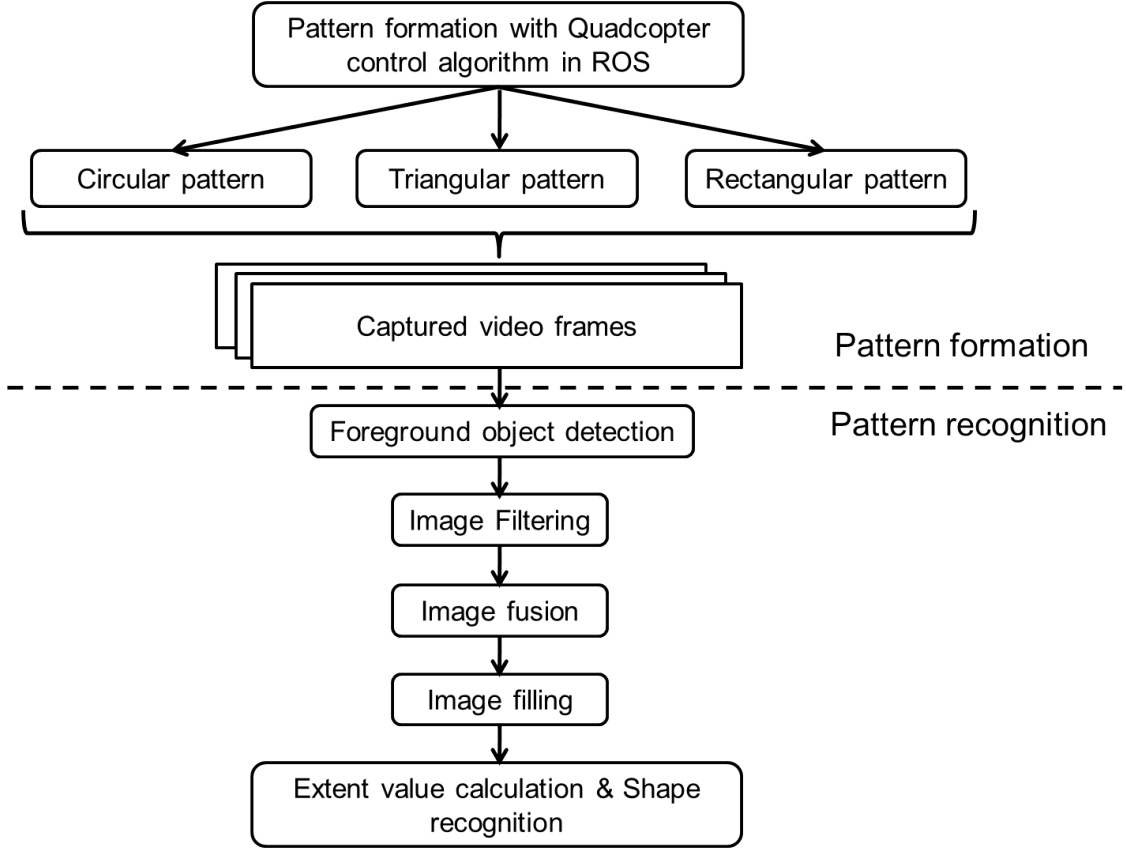 Pattern formation with Quadcopter
control algorithm in ROS
Circular pattern
Triangular pattern
Rectangular pattern
Captured video frames
Pattern formation
Pattern recognition
Foreground object detection
Image Filtering
Image fusion
Image filling
Extent value calculation & Shape
recognition